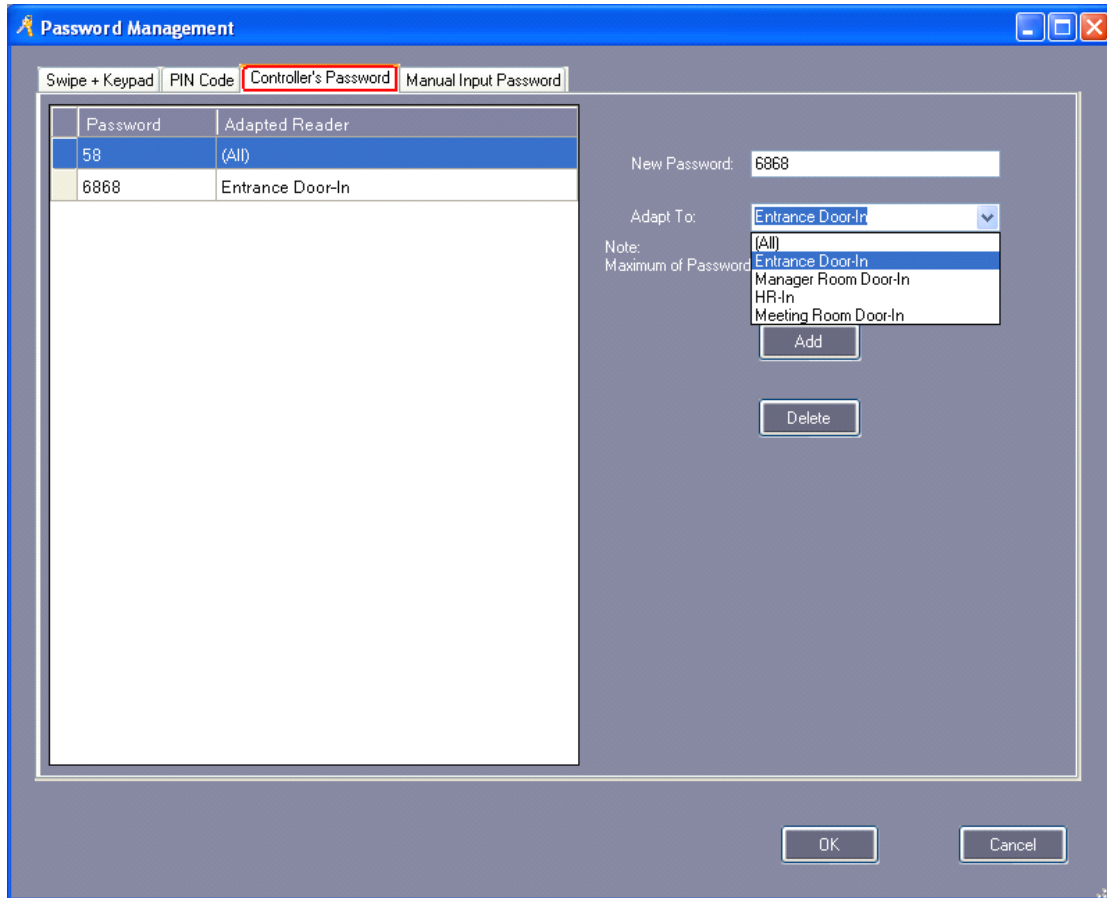 Password Management
Swipe + Keypad PIN Code Controller's Password Manual Input Password
Password Adapted Reader
58 (All)
6868 Entrance Door-In
New Password: 6868
Adapt To: Entrance Door-In
Note:
Maximum of Password
(All)
Entrance Door-In
Manager Room Door-In
HR-In
Meeting Room Door-In
Add
Delete
OK Cancel